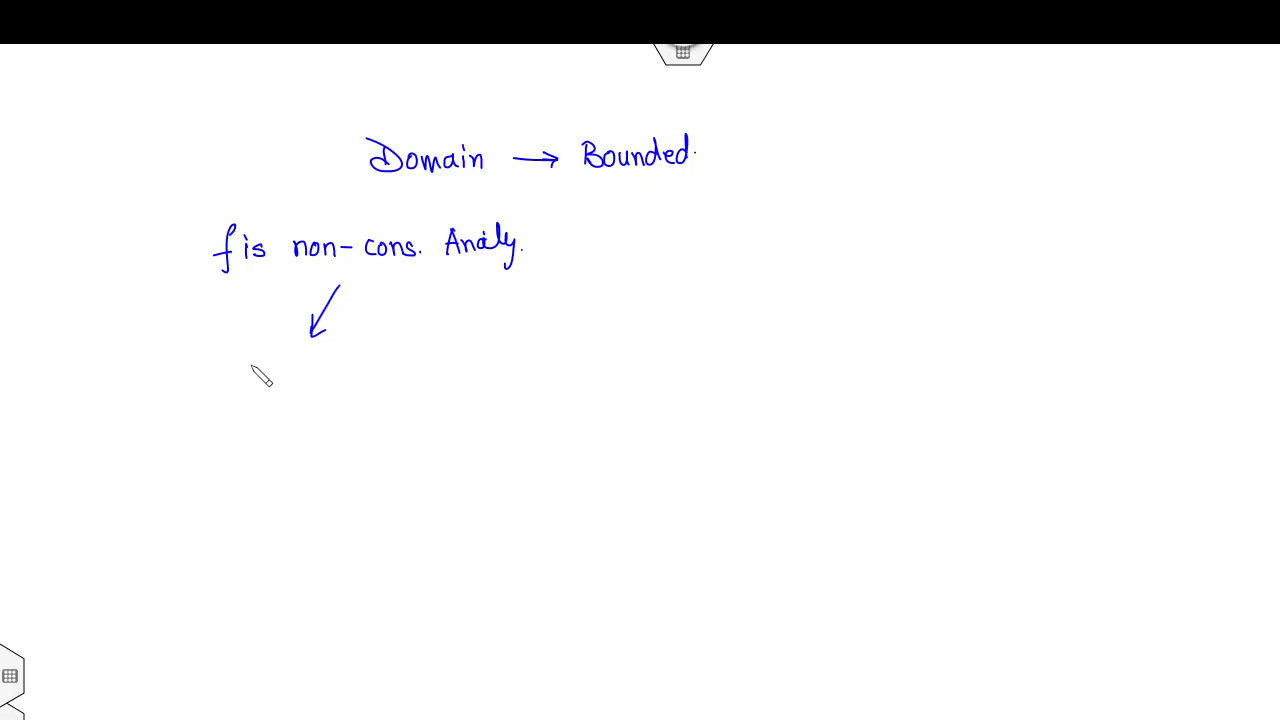 Domain → Bounded.
f is non-cons. Analy.